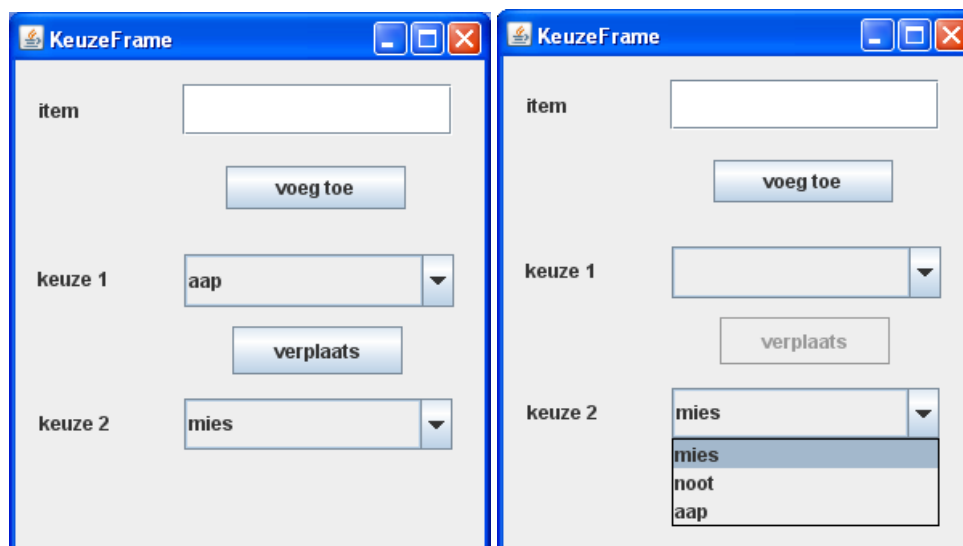 KeuzeFrame
item
voeg toe
keuze 1
aap
verplaats
keuze 2
mies
KeuzeFrame
item
voeg toe
keuze 1
verplaats
keuze 2
mies
mies
noot
aap